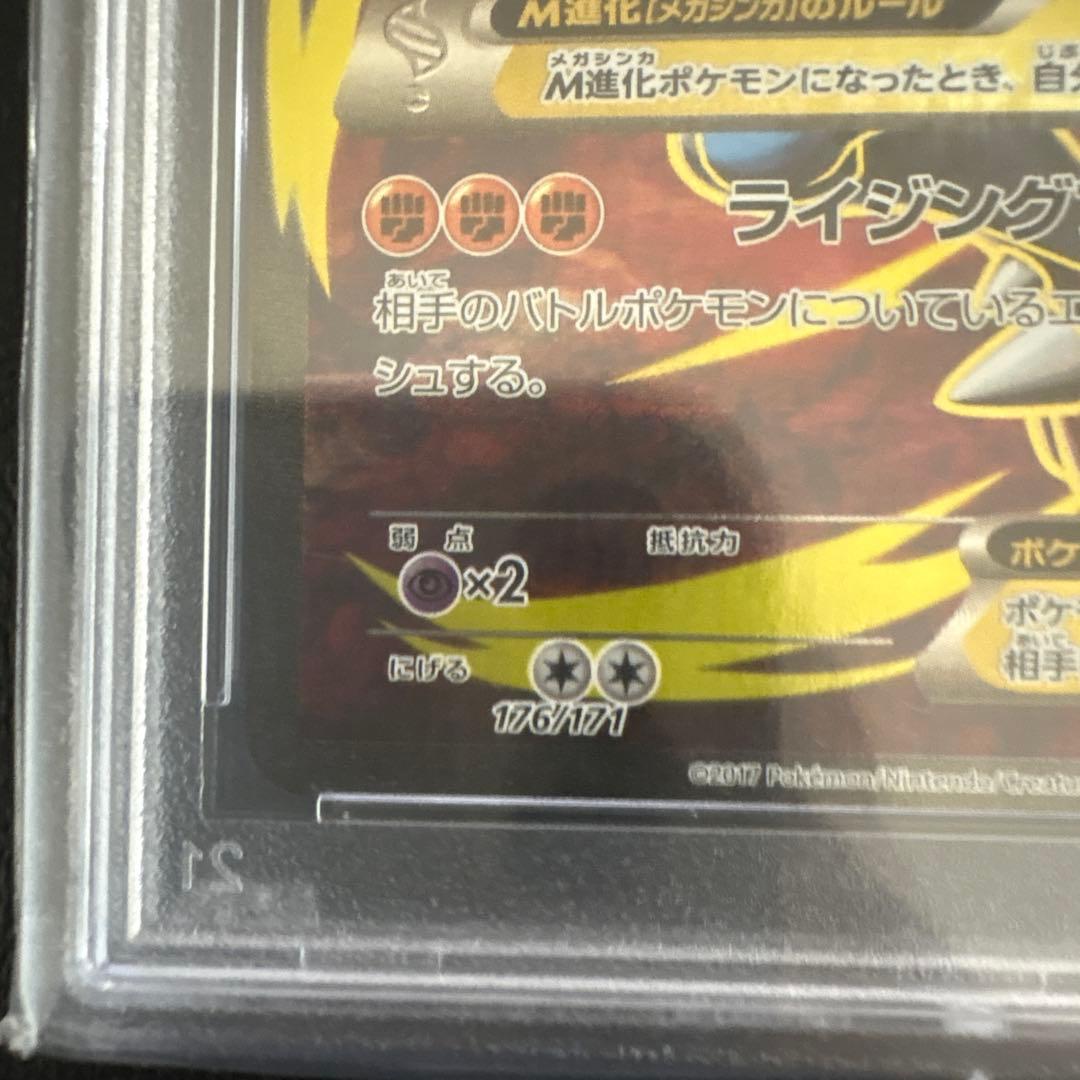 M進化[メガシンカ]のルール
メガシンカ
M進化ポケモンになったとき、自分
ライジング
あいて
相手のバトルポケモンについているエ
シュする。
弱点 抵抗力
×2
ポケ
ポケ
あいて
相手
にげる
176/171
©2017 Pokémon/Nintendo/Creatu
21